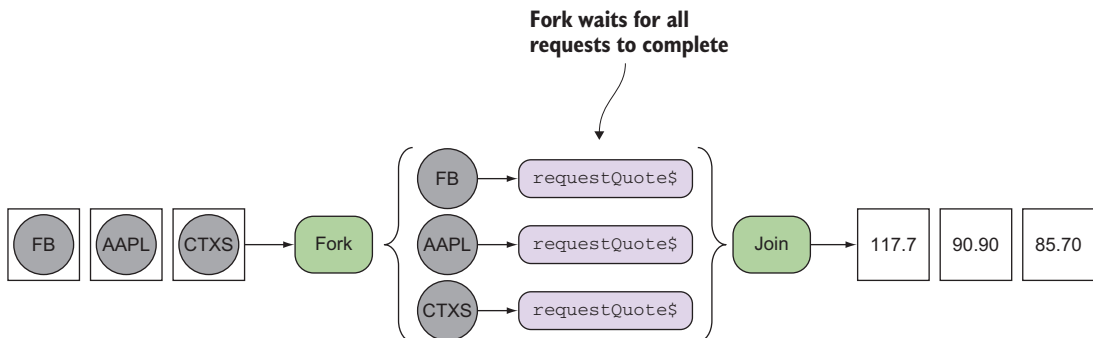 Fork waits for all
requests to complete
FB AAPL CTXS
Fork
FB requestQuote$
AAPL requestQuote$
CTXS requestQuote$
Join
117.7 90.90 85.70